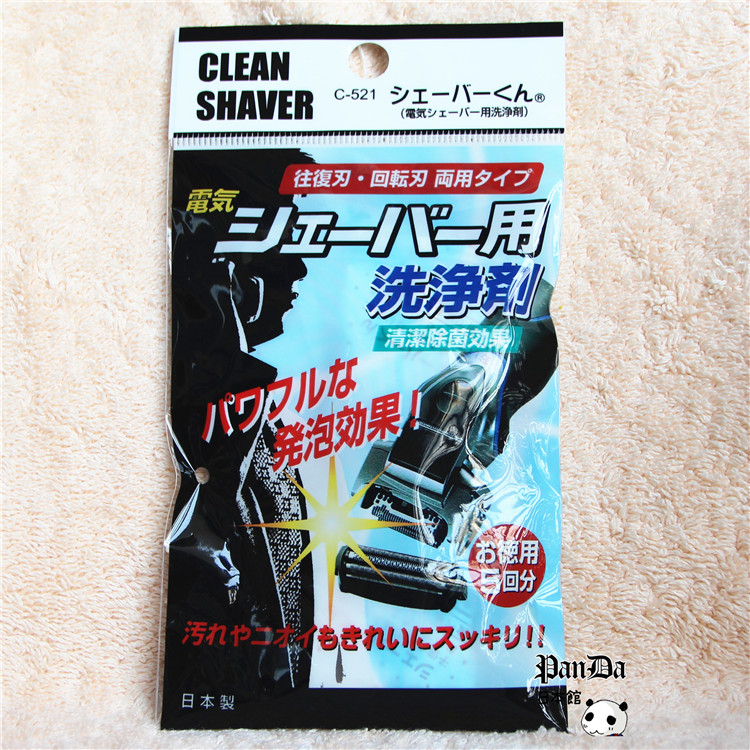 CLEAN
SHAVER
C-521 シェーバーくん®
(電気シェーバー用洗浄剤)
往復刃・回転刃 両用タイプ
電気
シェーバー用
洗浄剤
清潔除菌効果
パワフルな
発泡効果!
お徳用
5回分
汚れやニオイもきれいにスッキリ!!
日本製
PanDa
日本館